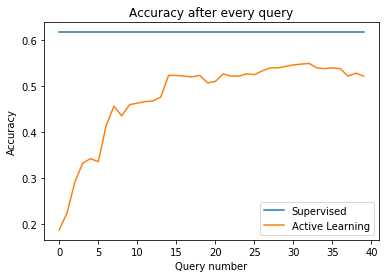 Accuracy after every query
Accuracy
0.6
0.5
0.4
0.3
0.2
0 5 10 15 20 25 30 35 40
Query number
Supervised
Active Learning